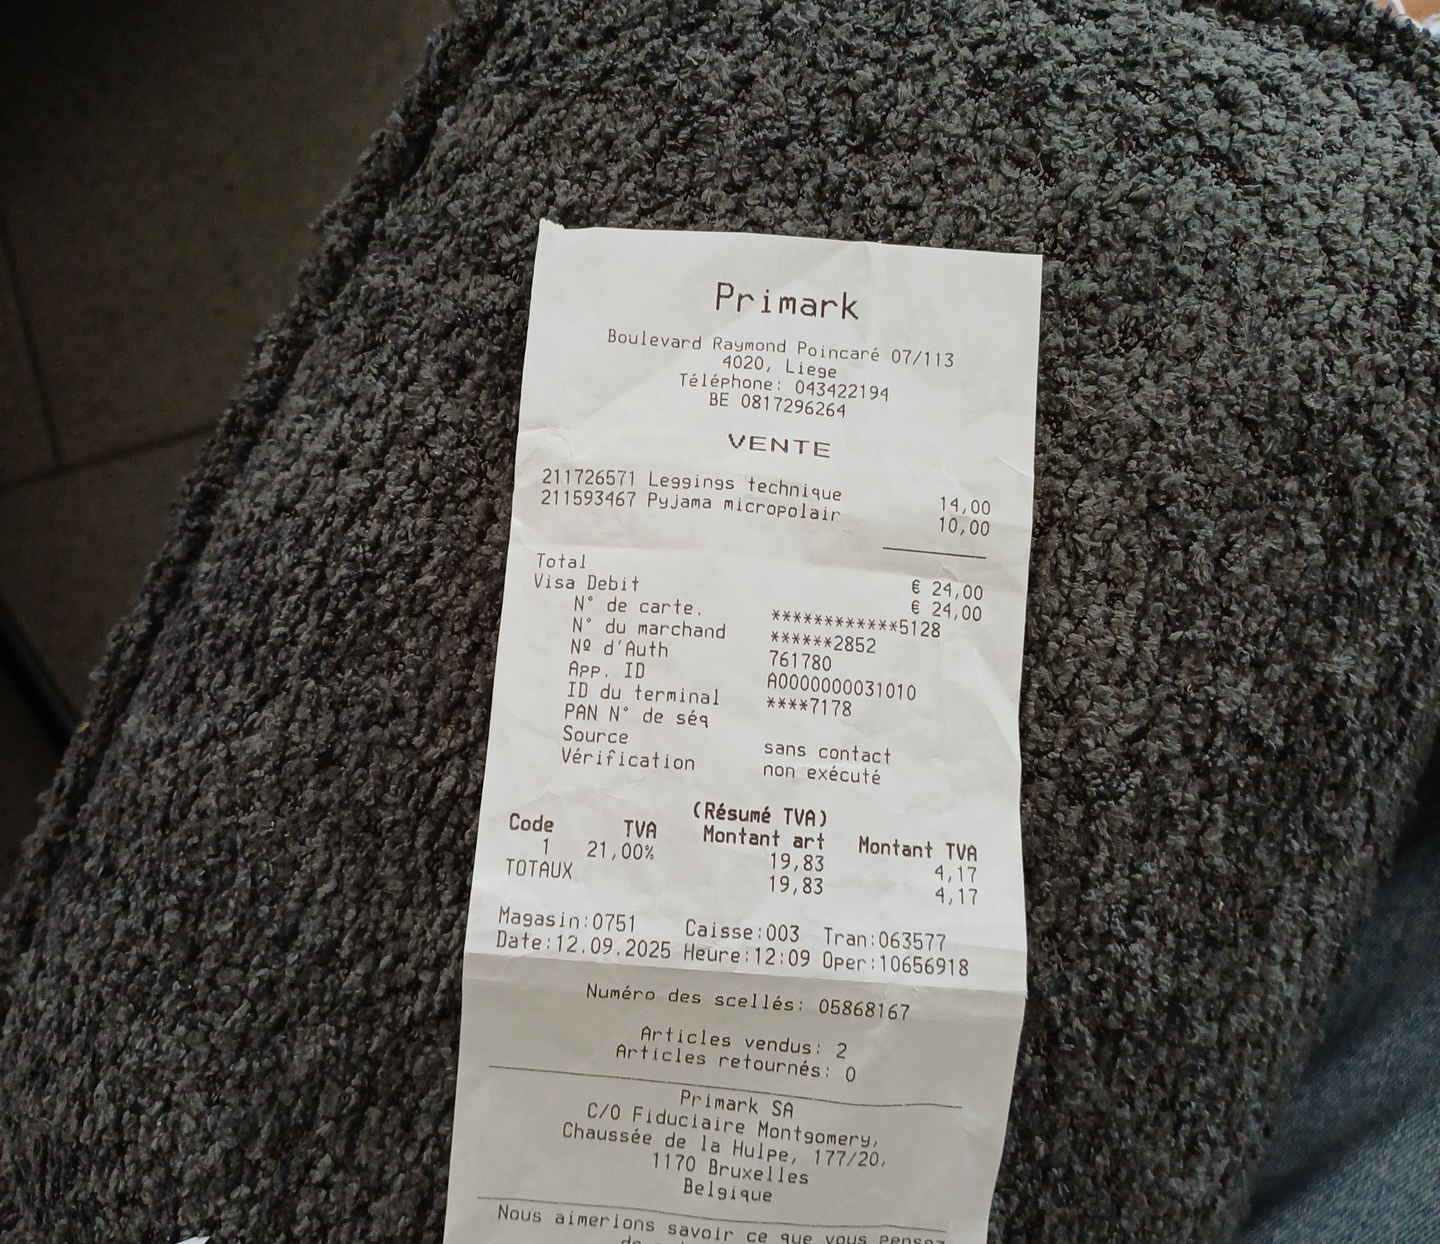 Primark
Boulevard Raymond Poincaré 07/113
4020, Liege
Téléphone: 043422194
BE 0817296264
VENTE
211726571 Leggings technique 14,00
211593467 Pyjama micropolair 10,00
Total € 24,00
Visa Debit € 24,00
N° de carte. ************5128
N° du marchand ******2852
Nº d'Auth 761780
App. ID A0000000031010
ID du terminal ****7178
PAN N° de séq
Source sans contact
Vérification non exécuté
(Résumé TVA)
Code TVA Montant art Montant TVA
1 21,00% 19,83 4,17
TOTAUX 19,83 4,17
Magasin:0751 Caisse:003 Tran:063577
Date:12.09.2025 Heure:12:09 Oper:10656918
Numéro des scellés: 05868167
Articles vendus: 2
Articles retournés: 0
Primark SA
C/O Fiduciaire Montgomery,
Chaussée de la Hulpe, 177/20,
1170 Bruxelles
Belgique
Nous aimerions savoir ce que vous pensez